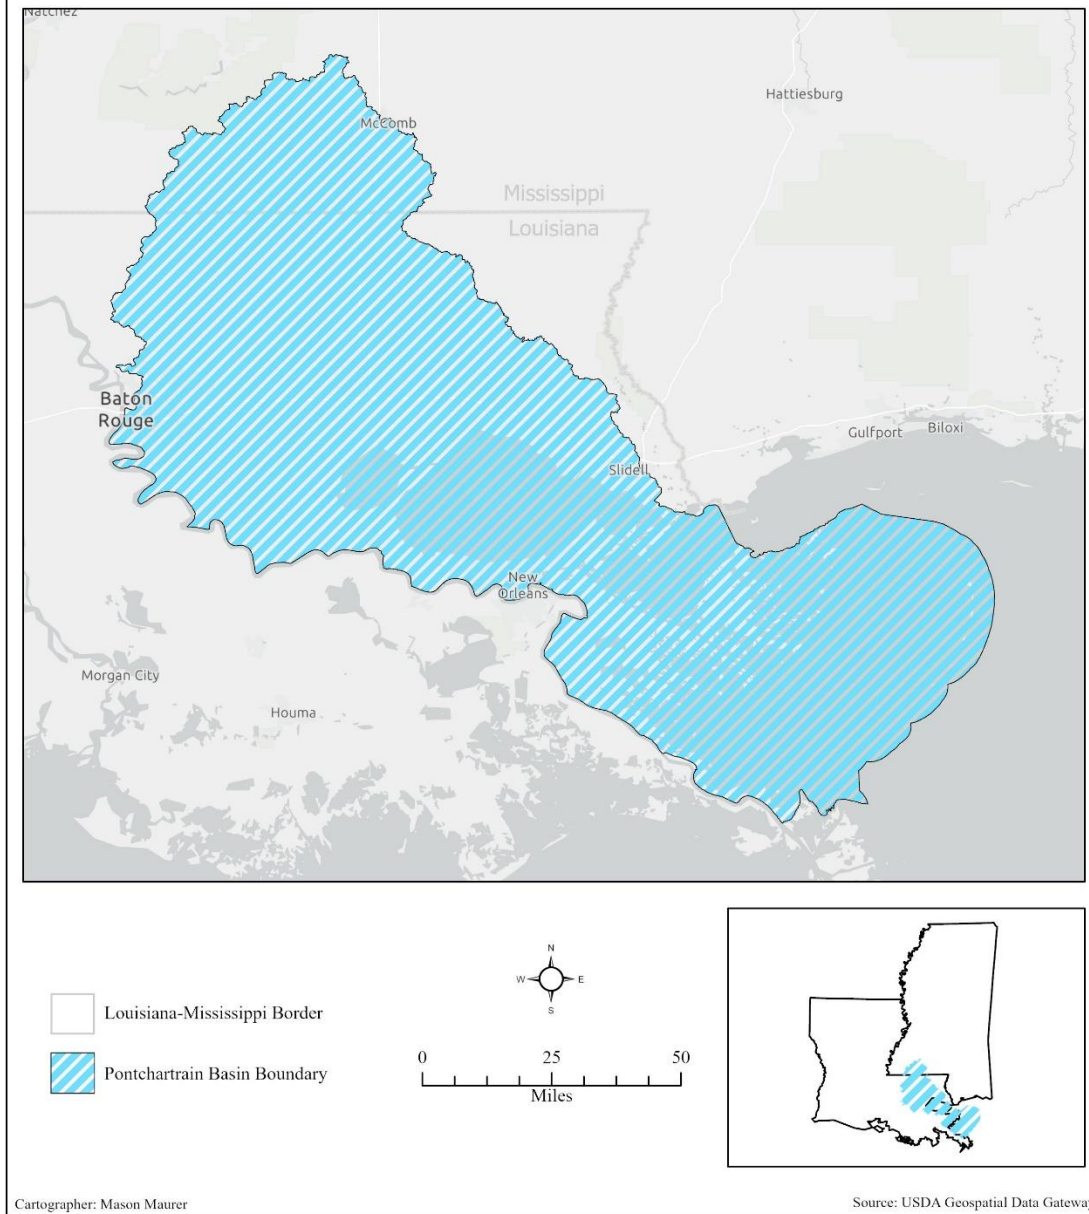 Natchez
Hattiesburg
McComb
Mississippi
Louisiana
Baton
Rouge
Gulfport
Biloxi
Slidell
New
Orleans
Morgan City
Houma
N
W
E
S
Louisiana-Mississippi Border
Pontchartrain Basin Boundary
0 25 50
Miles
Cartographer: Mason Maurer
Source: USDA Geospatial Data Gateway